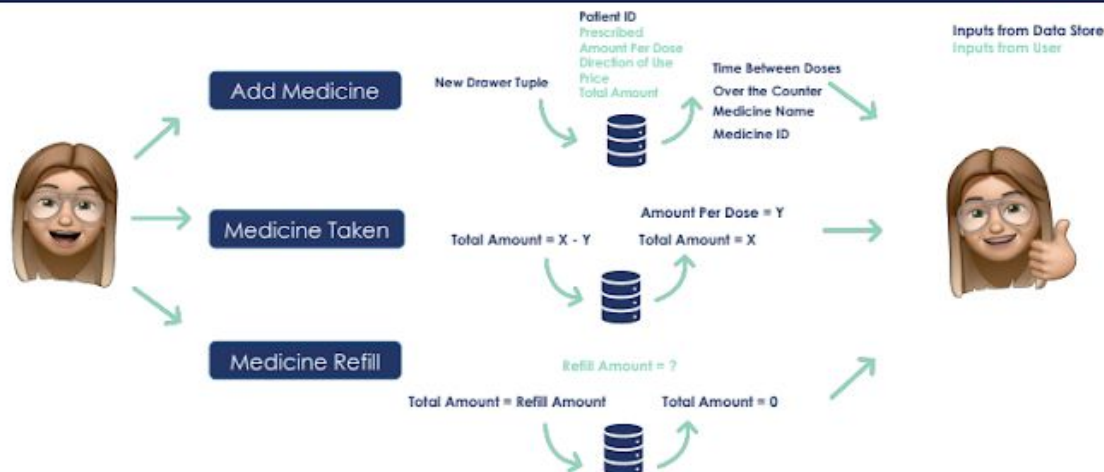 Patient ID
Prescribed
Amount Per Dose
Direction of Use
Price
Total Amount
Inputs from Data Store
Inputs from User
Add Medicine
New Drawer Tuple
Time Between Doses
Over the Counter
Medicine Name
Medicine ID
Medicine Taken
Amount Per Dose = Y
Total Amount = X - Y
Total Amount = X
Medicine Refill
Refill Amount = ?
Total Amount = Refill Amount
Total Amount = 0